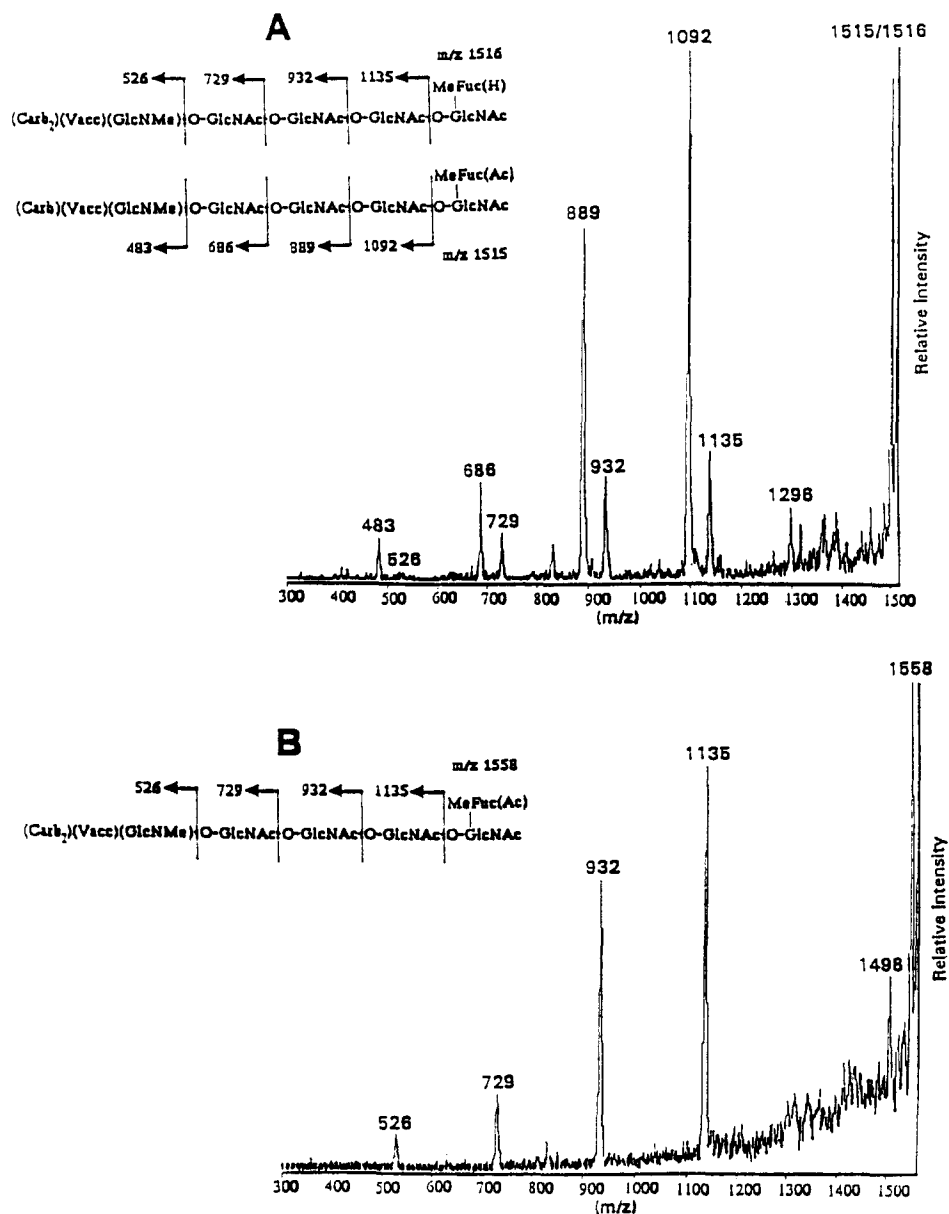 A
m/z 1516
526 729 932 1135
MeFuc(H)
(Carb2)(Vacc)(GlcNMe) O-GlcNAc O-GlcNAc O-GlcNAc O-GlcNAc
MeFuc(Ac)
(Carb)(Vacc)(GlcNMe) O-GlcNAc O-GlcNAc O-GlcNAc O-GlcNAc
483 686 889 1092
m/z 1515
1092
1515/1516
889
1135
686
932
1296
729
483
526
Relative Intensity
300 400 500 600 700 800 900 1000 1100 1200 1300 1400 1500
(m/z)
B
m/z 1558
526 729 932 1135
MeFuc(Ac)
(Carb2)(Vacc)(GlcNMe) O-GlcNAc O-GlcNAc O-GlcNAc O-GlcNAc
1558
1135
932
1498
729
526
Relative Intensity
300 400 500 600 700 800 900 1000 1100 1200 1300 1400 1500
(m/z)